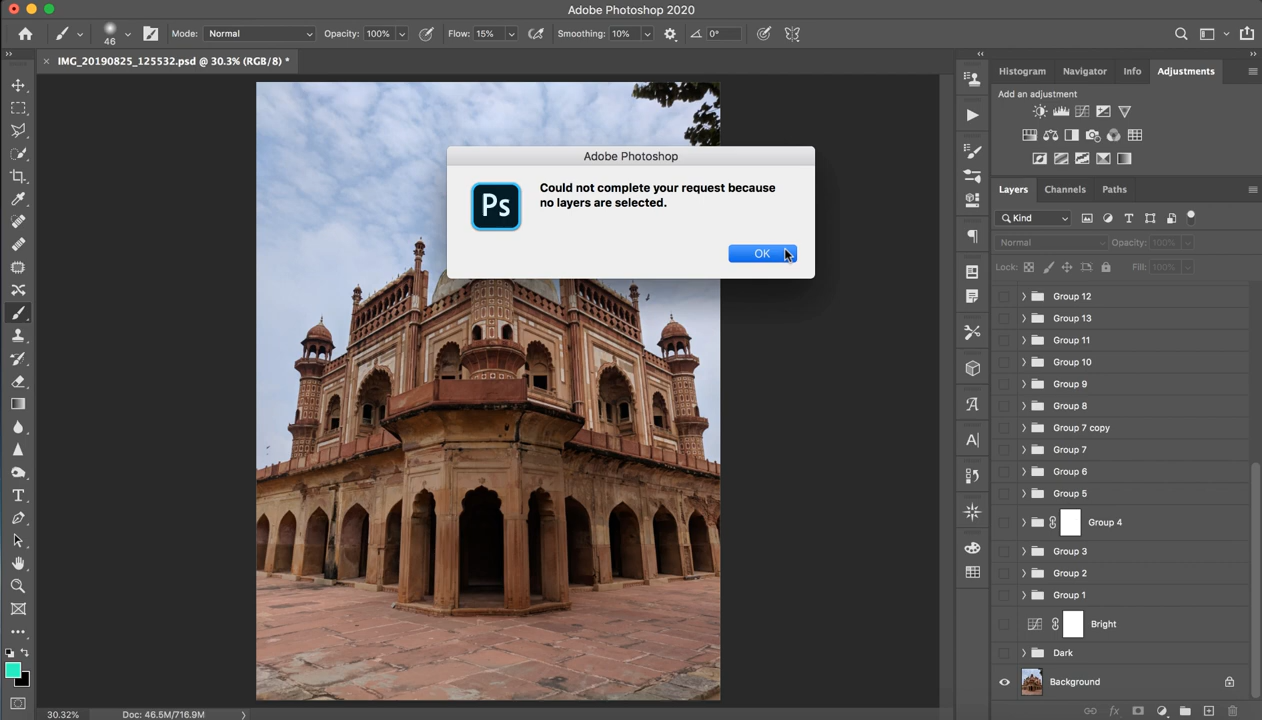 Adobe Photoshop 2020
46
Mode: Normal Opacity: 100% Flow: 15% Smoothing: 10% 0°
× IMG_20190825_125532.psd @ 30.3% (RGB/8) *
Adobe Photoshop
Ps
Could not complete your request because
no layers are selected.
OK
Histogram Navigator Info Adjustments
Add an adjustment
Layers Channels Paths
Kind
Normal Opacity: 100%
Lock: Fill: 100%
Group 12
Group 13
Group 11
Group 10
Group 9
Group 8
Group 7 copy
Group 7
Group 6
Group 5
Group 4
Group 3
Group 2
Group 1
Bright
Dark
Background
30.32% Doc: 46.5M/716.9M